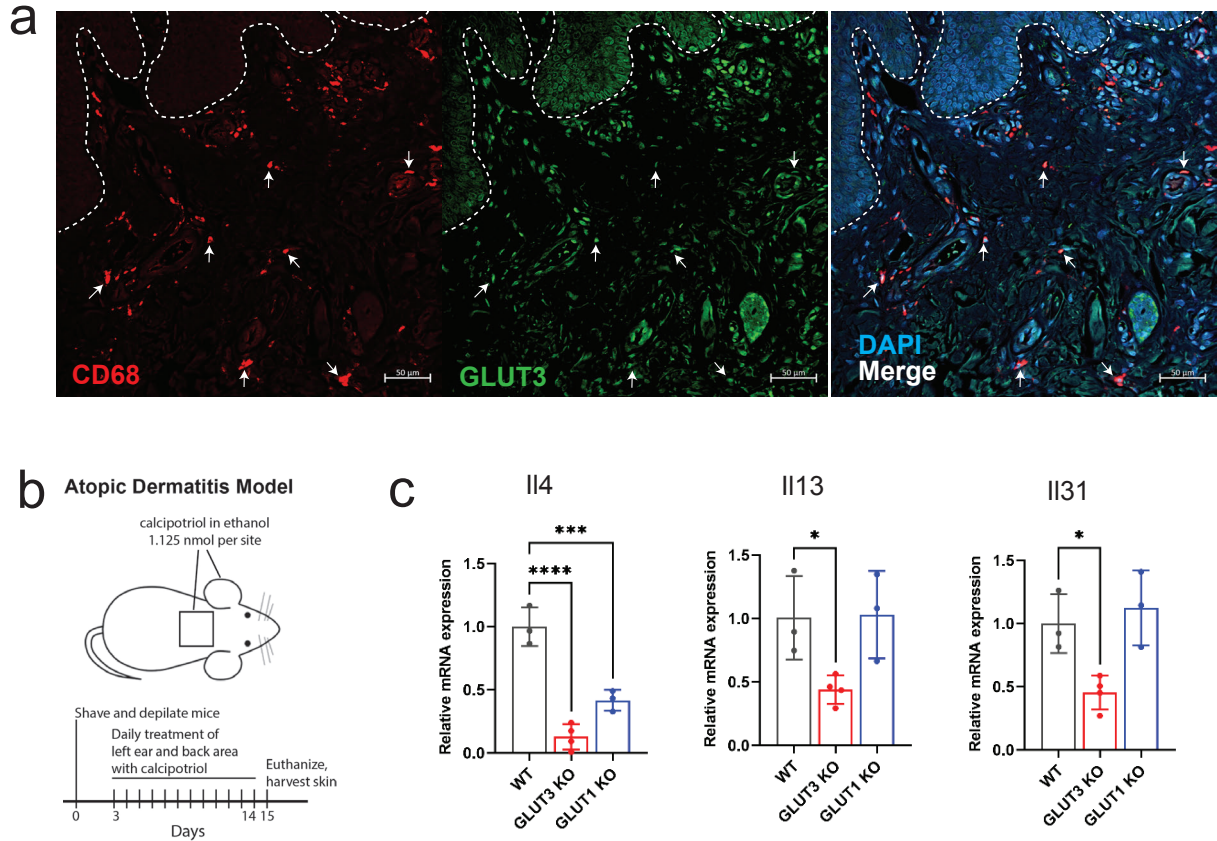 a
CD68
50 µm
GLUT3
50 µm
DAPI
Merge
50 µm
b
Atopic Dermatitis Model
calcipotriol in ethanol
1.125 nmol per site
Shave and depilate mice
Daily treatment of
left ear and back area
with calcipotriol
Euthanize,
harvest skin
0
3
14
15
Days
c
Il4
Relative mRNA expression
1.5
1.0
0.5
0.0
***
****
WT
GLUT3 KO
GLUT1 KO
Il13
Relative mRNA expression
1.5
1.0
0.5
0.0
*
WT
GLUT3 KO
GLUT1 KO
Il31
Relative mRNA expression
1.5
1.0
0.5
0.0
*
WT
GLUT3 KO
GLUT1 KO